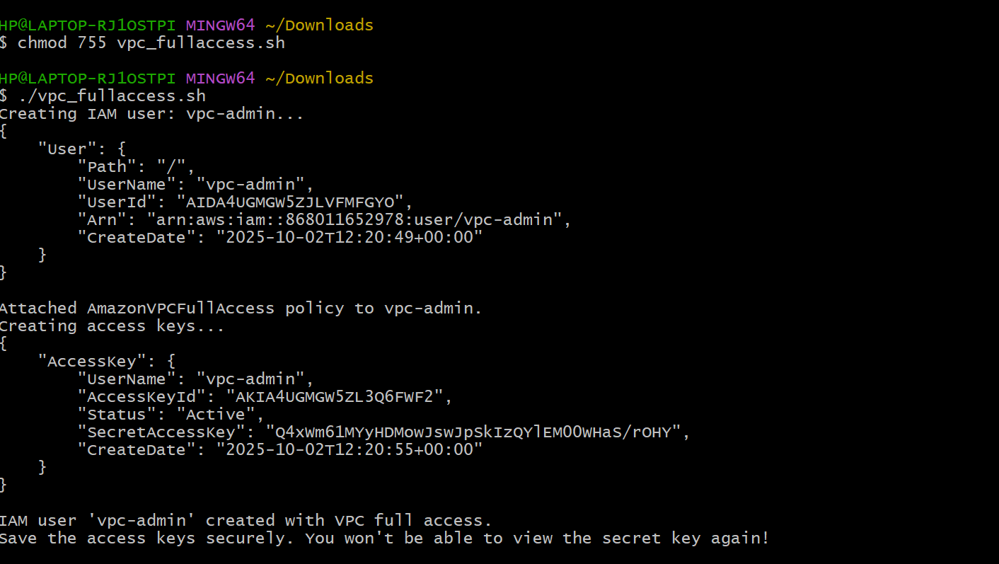 HP@LAPTOP-RJ1OSTPI MINGW64 ~/Downloads
$ chmod 755 vpc_fullaccess.sh
HP@LAPTOP-RJ1OSTPI MINGW64 ~/Downloads
$ ./vpc_fullaccess.sh
Creating IAM user: vpc-admin...
{
    "User": {
        "Path": "/",
        "UserName": "vpc-admin",
        "UserId": "AIDA4UGMGW5ZJLVFMFGYO",
        "Arn": "arn:aws:iam::868011652978:user/vpc-admin",
        "CreateDate": "2025-10-02T12:20:49+00:00"
    }
}
Attached AmazonVPCFullAccess policy to vpc-admin.
Creating access keys...
{
    "AccessKey": {
        "UserName": "vpc-admin",
        "AccessKeyId": "AKIA4UGMGW5ZL3Q6FWF2",
        "Status": "Active",
        "SecretAccessKey":
        "CreateDate": "2025-10-02T12:20:55+00:00"
    }
}
IAM user 'vpc-admin' created with VPC full access.
Save the access keys securely. You won't be able to view the secret key again!